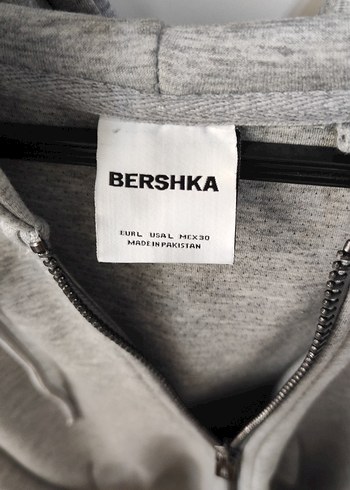 BERSHKA
EUR L USA L MEX 30
MADE IN PAKISTAN